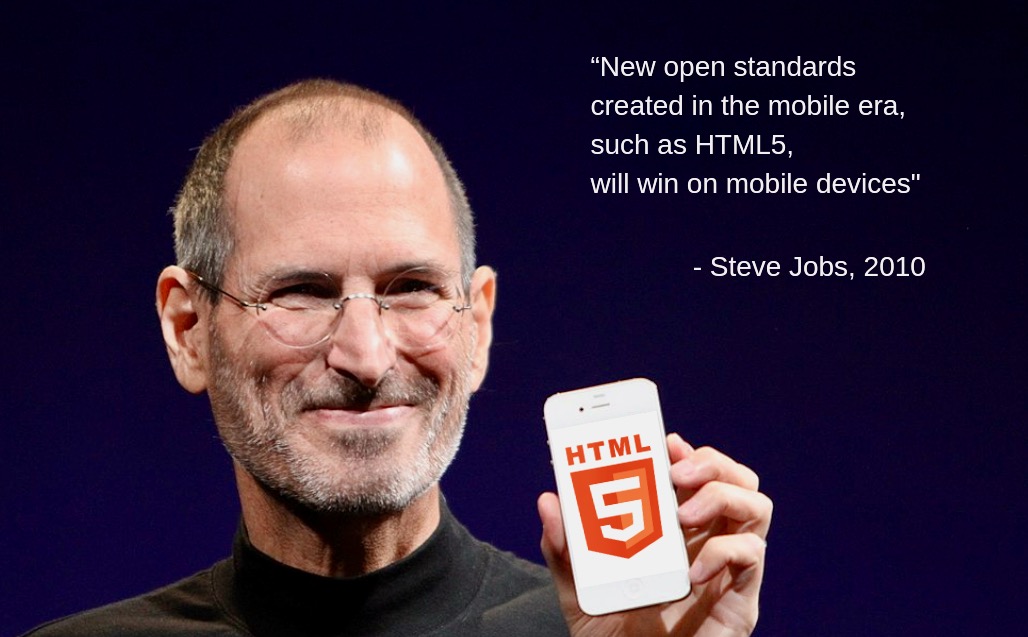 “New open standards
created in the mobile era,
such as HTML5,
will win on mobile devices"
- Steve Jobs, 2010
HTML
5